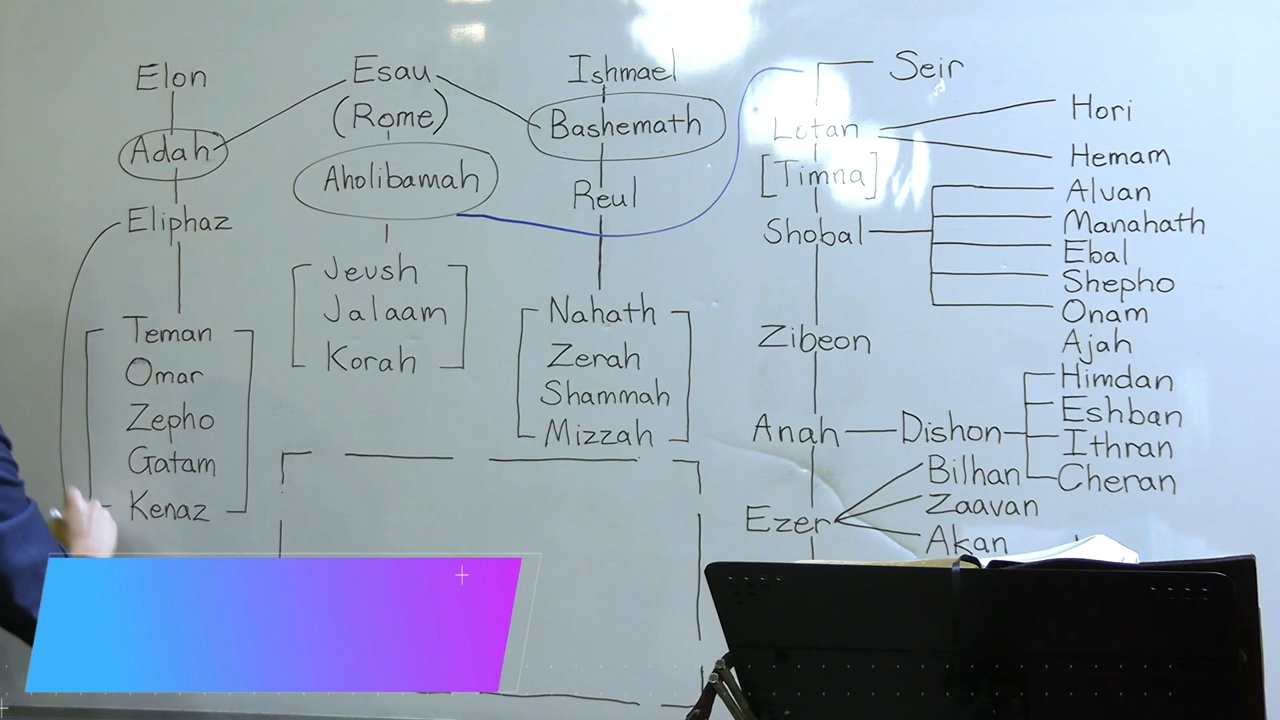 Elon
Esau
(Rome)
Ishmael
Adah
Bashemath
Aholibamah
Eliphaz
Reul
Jeush
Jalaam
Korah
Teman
Omar
Zepho
Gatam
Kenaz
Nahath
Zerah
Shammah
Mizzah
Seir
Lotan
[Timna]
Hori
Hemam
Shobal
Alvan
Manahath
Ebal
Shepho
Onam
Zibeon
Ajah
Anah
Dishon
Himdan
Eshban
Ithran
Cheran
Ezer
Bilhan
Zaavan
Akan